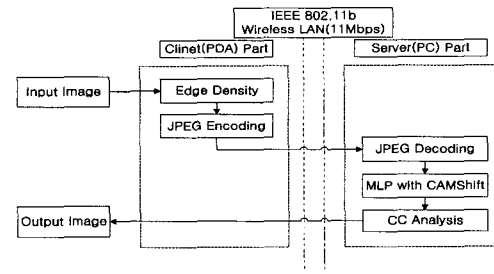 IEEE 802.11b
Wireless LAN(11Mbps)
Clinet(PDA) Part
Server(PC) Part
Input Image
Edge Density
JPEG Encoding
JPEG Decoding
MLP with CAMShift
Output Image
CC Analysis